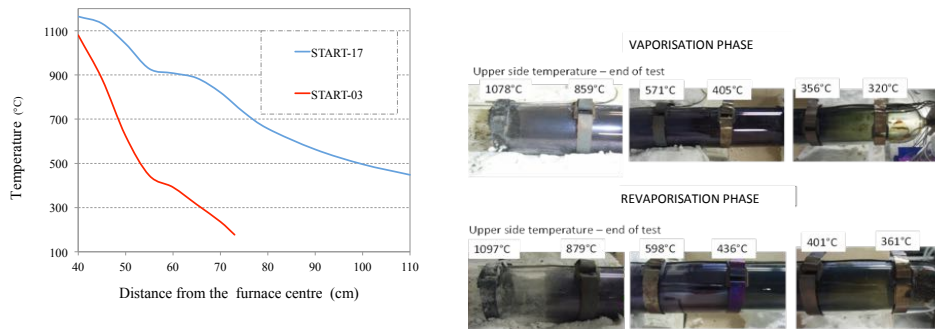 1100
900
700
500
300
100
40 50 60 70 80 90 100 110
Temperature (°C)
Distance from the furnace centre (cm)
START-17
START-03
VAPORISATION PHASE
Upper side temperature – end of test
1078°C 859°C 571°C 405°C 356°C 320°C
REVAPORISATION PHASE
Upper side temperature – end of test
1097°C 879°C 598°C 436°C 401°C 361°C